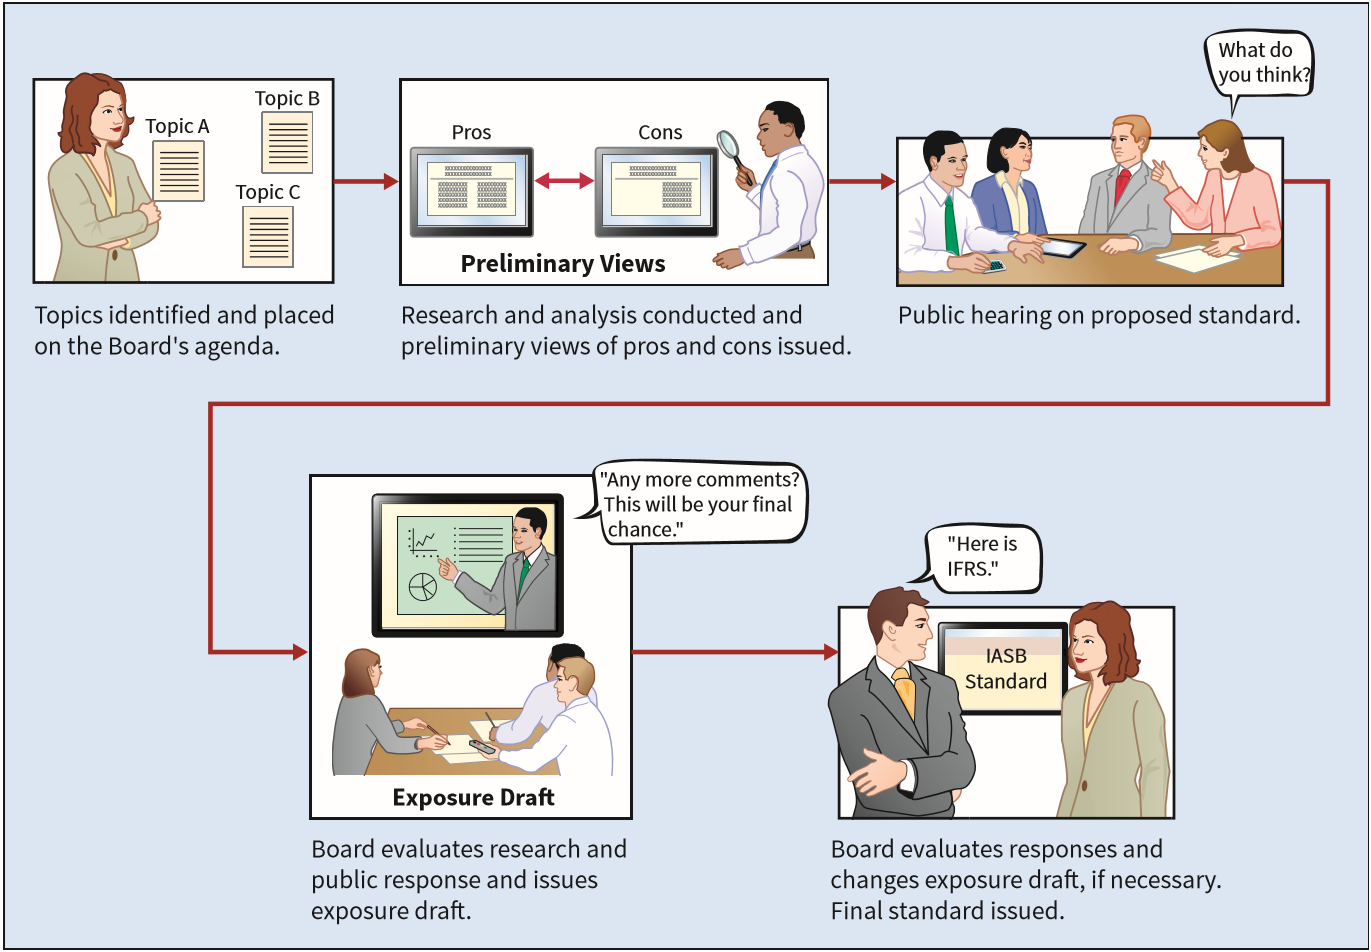 Topic A
Topic B
Topic C
Topics identified and placed
on the Board's agenda.
Pros
Cons
Preliminary Views
Research and analysis conducted and
preliminary views of pros and cons issued.
What do
you think?
Public hearing on proposed standard.
"Any more comments?
This will be your final
chance."
Exposure Draft
Board evaluates research and
public response and issues
exposure draft.
"Here is
IFRS."
IASB
Standard
Board evaluates responses and
changes exposure draft, if necessary.
Final standard issued.